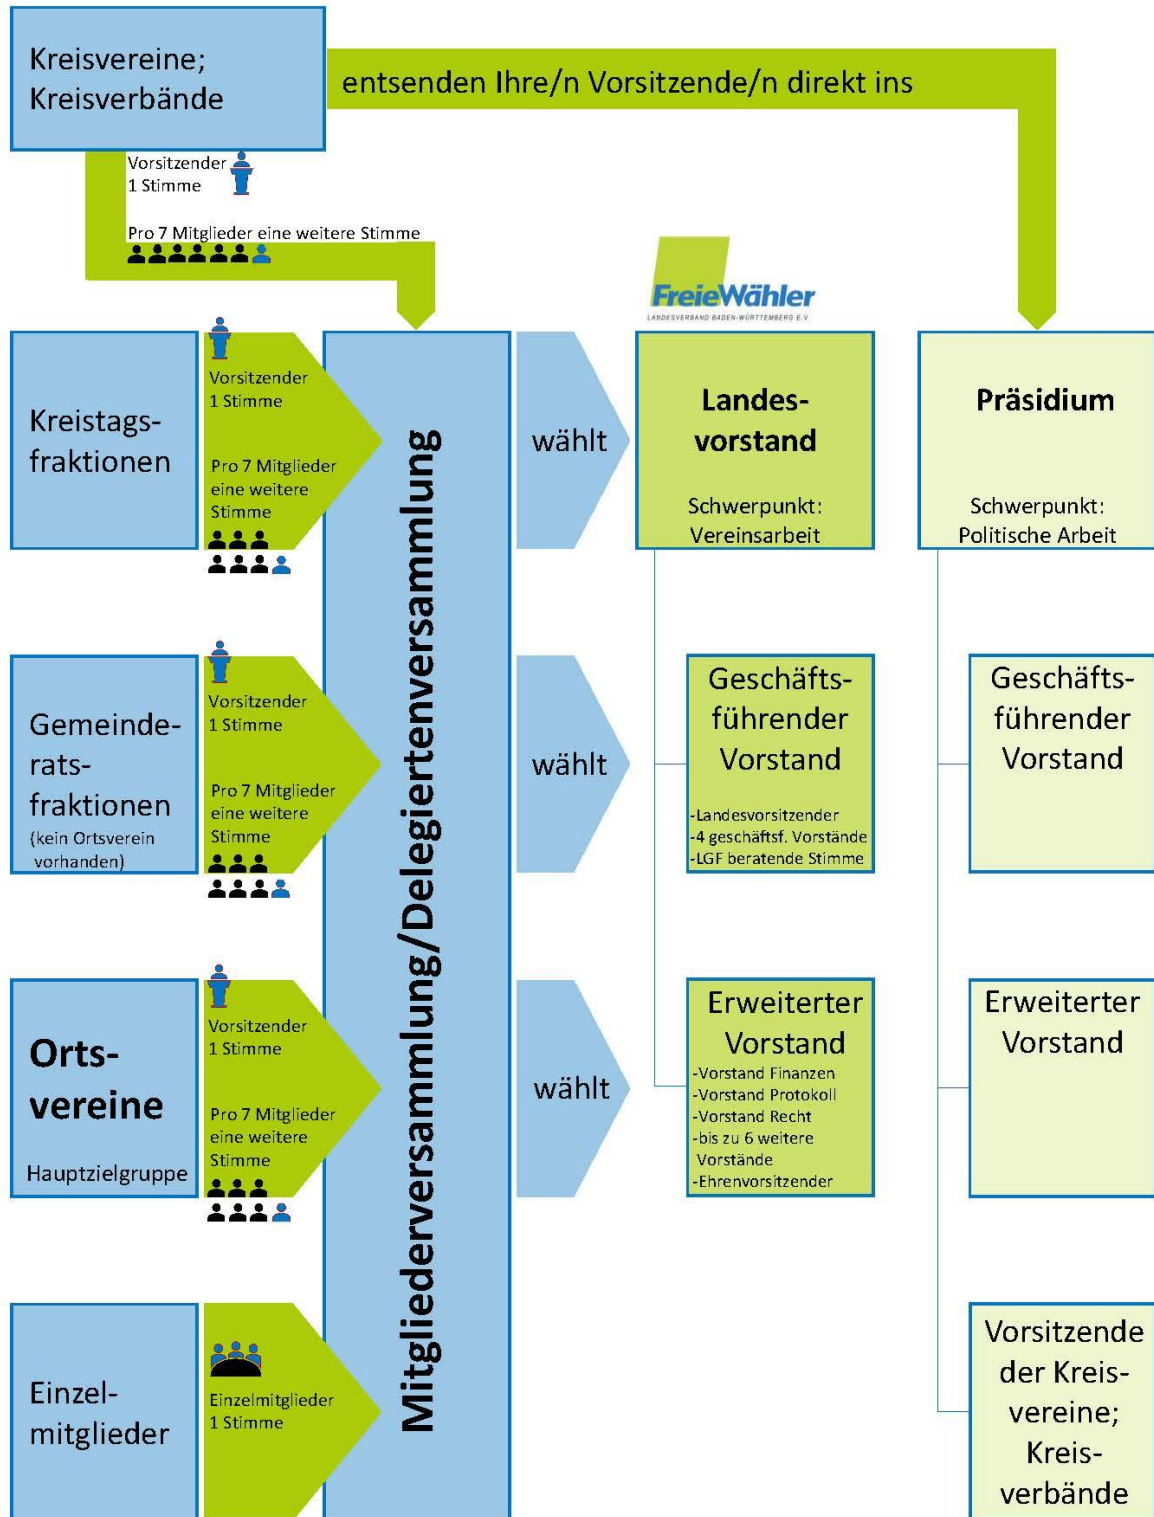 Kreisvereine;
Kreisverbände
entsenden Ihre/n Vorsitzende/n direkt ins
Vorsitzender
1 Stimme
Pro 7 Mitglieder eine weitere Stimme
FreieWähler
LANDESVERBAND BADEN-WÜRTTEMBERG E.V.
Kreistags-
fraktionen
Vorsitzender
1 Stimme
Pro 7 Mitglieder
eine weitere
Stimme
Mitgliederversammlung/Delegiertenversammlung
wählt
Landes-
vorstand
Schwerpunkt:
Vereinsarbeit
Präsidium
Schwerpunkt:
Politische Arbeit
Gemeinde-
rats-
fraktionen
(kein Ortsverein
vorhanden)
Vorsitzender
1 Stimme
Pro 7 Mitglieder
eine weitere
Stimme
wählt
Geschäfts-
führender
Vorstand
-Landesvorsitzender
-4 geschäftsf. Vorstände
-LGF beratende Stimme
Geschäfts-
führender
Vorstand
Orts-
vereine
Hauptzielgruppe
Vorsitzender
1 Stimme
Pro 7 Mitglieder
eine weitere
Stimme
wählt
Erweiterter
Vorstand
-Vorstand Finanzen
-Vorstand Protokoll
-Vorstand Recht
-bis zu 6 weitere
Vorstände
-Ehrenvorsitzender
Erweiterter
Vorstand
Einzel-
mitglieder
Einzelmitglieder
1 Stimme
Vorsitzende
der Kreis-
vereine;
Kreis-
verbände